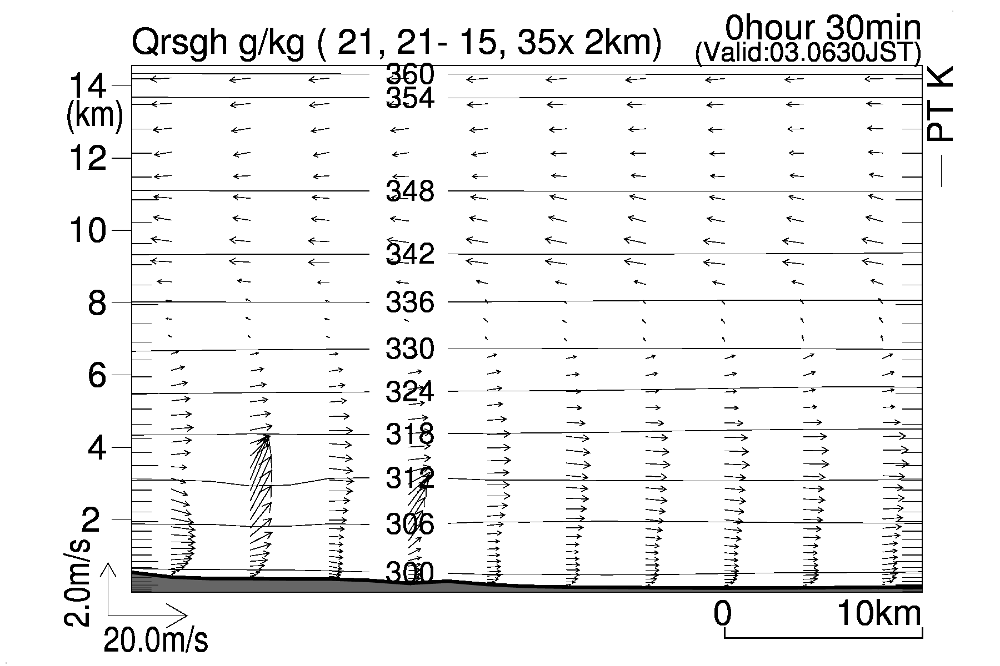 Qrsgh g/kg ( 21, 21- 15, 35x 2km)
0hour 30min
(Valid:03.0630JST)
14
(km)
12
10
8
6
4
2
360
354
348
342
336
330
324
318
312
306
300
PT K
2.0m/s
20.0m/s
0 10km